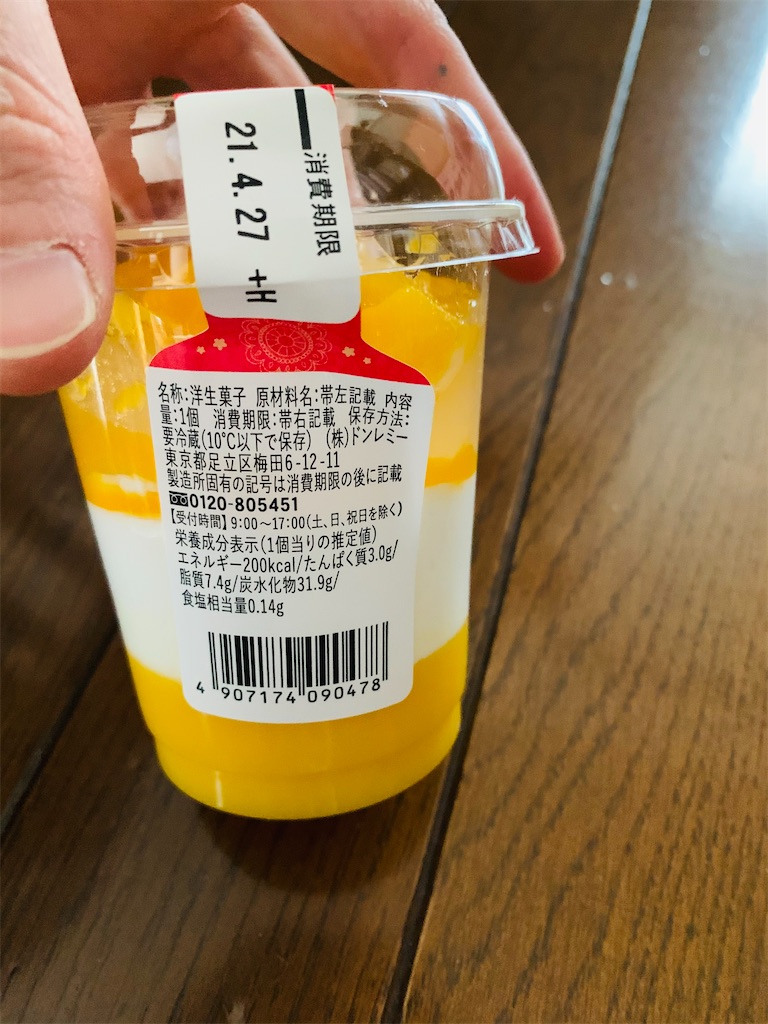 消費期限
21.4.27 +H
名称:洋生菓子 原材料名:帯左記載 内容
量:1個 消費期限:帯右記載 保存方法:
要冷蔵(10℃以下で保存) (株)ドンレミー
東京都足立区梅田6-12-11
製造所固有の記号は消費期限の後に記載
0120-805451
【受付時間】9:00〜17:00(土、日、祝日を除く)
栄養成分表示(1個当りの推定値)
エネルギー200kcal/たんぱく質3.0g/
脂質7.4g/炭水化物31.9g/
食塩相当量0.14g
4 907174 090478